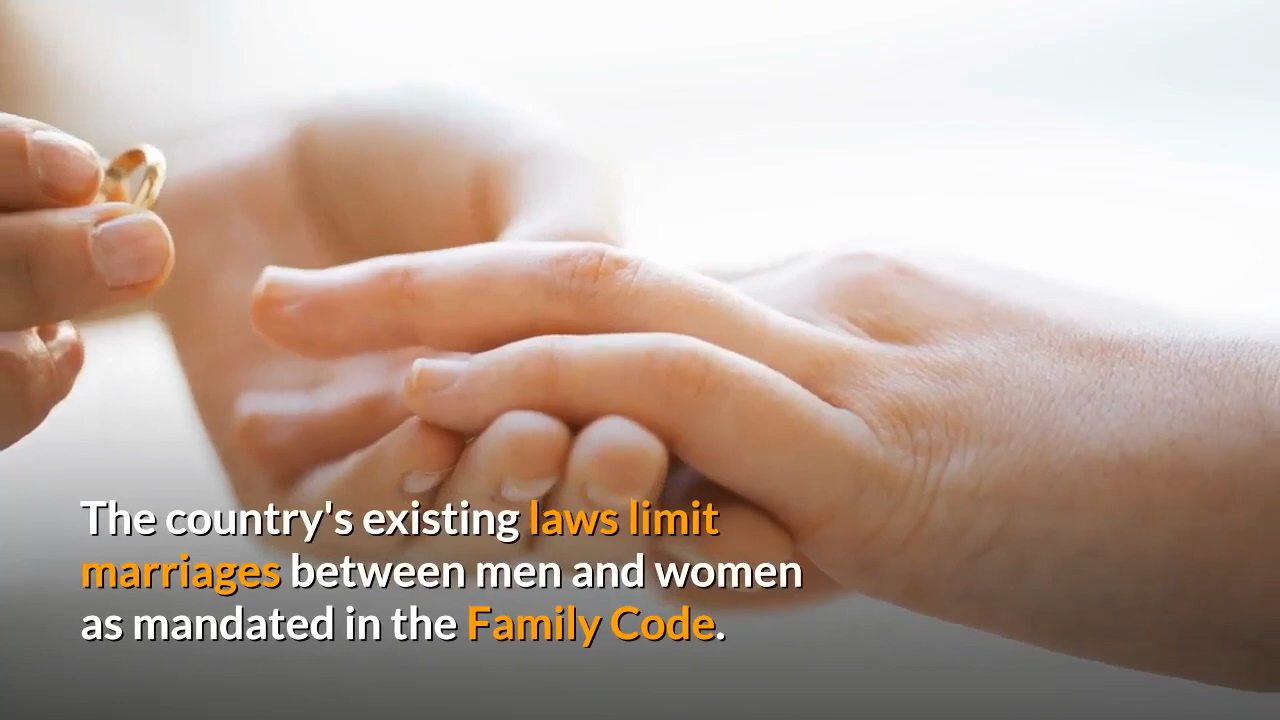 The country's existing laws limit
marriages between men and women
as mandated in the Family Code.